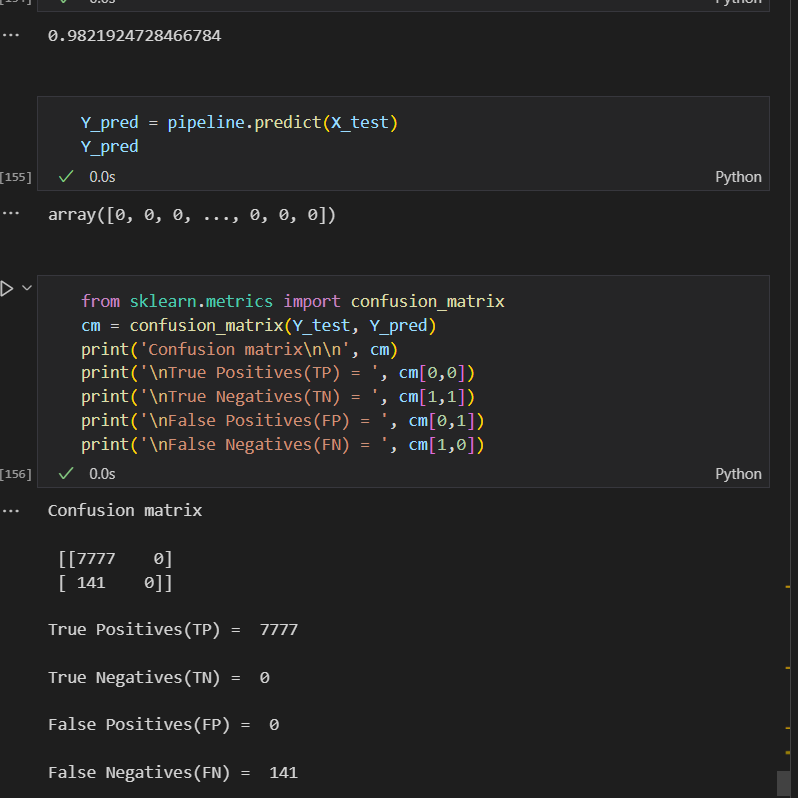 0.0s Python
0.9821924728466784
Y_pred = pipeline.predict(X_test)
Y_pred
[155] 0.0s Python
array([0, 0, 0, ..., 0, 0, 0])
from sklearn.metrics import confusion_matrix
cm = confusion_matrix(Y_test, Y_pred)
print('Confusion matrix\n\n', cm)
print('\nTrue Positives(TP) = ', cm[0,0])
print('\nTrue Negatives(TN) = ', cm[1,1])
print('\nFalse Positives(FP) = ', cm[0,1])
print('\nFalse Negatives(FN) = ', cm[1,0])
[156] 0.0s Python
Confusion matrix
[[7777    0]
[ 141    0]]
True Positives(TP) =  7777
True Negatives(TN) =  0
False Positives(FP) =  0
False Negatives(FN) =  141